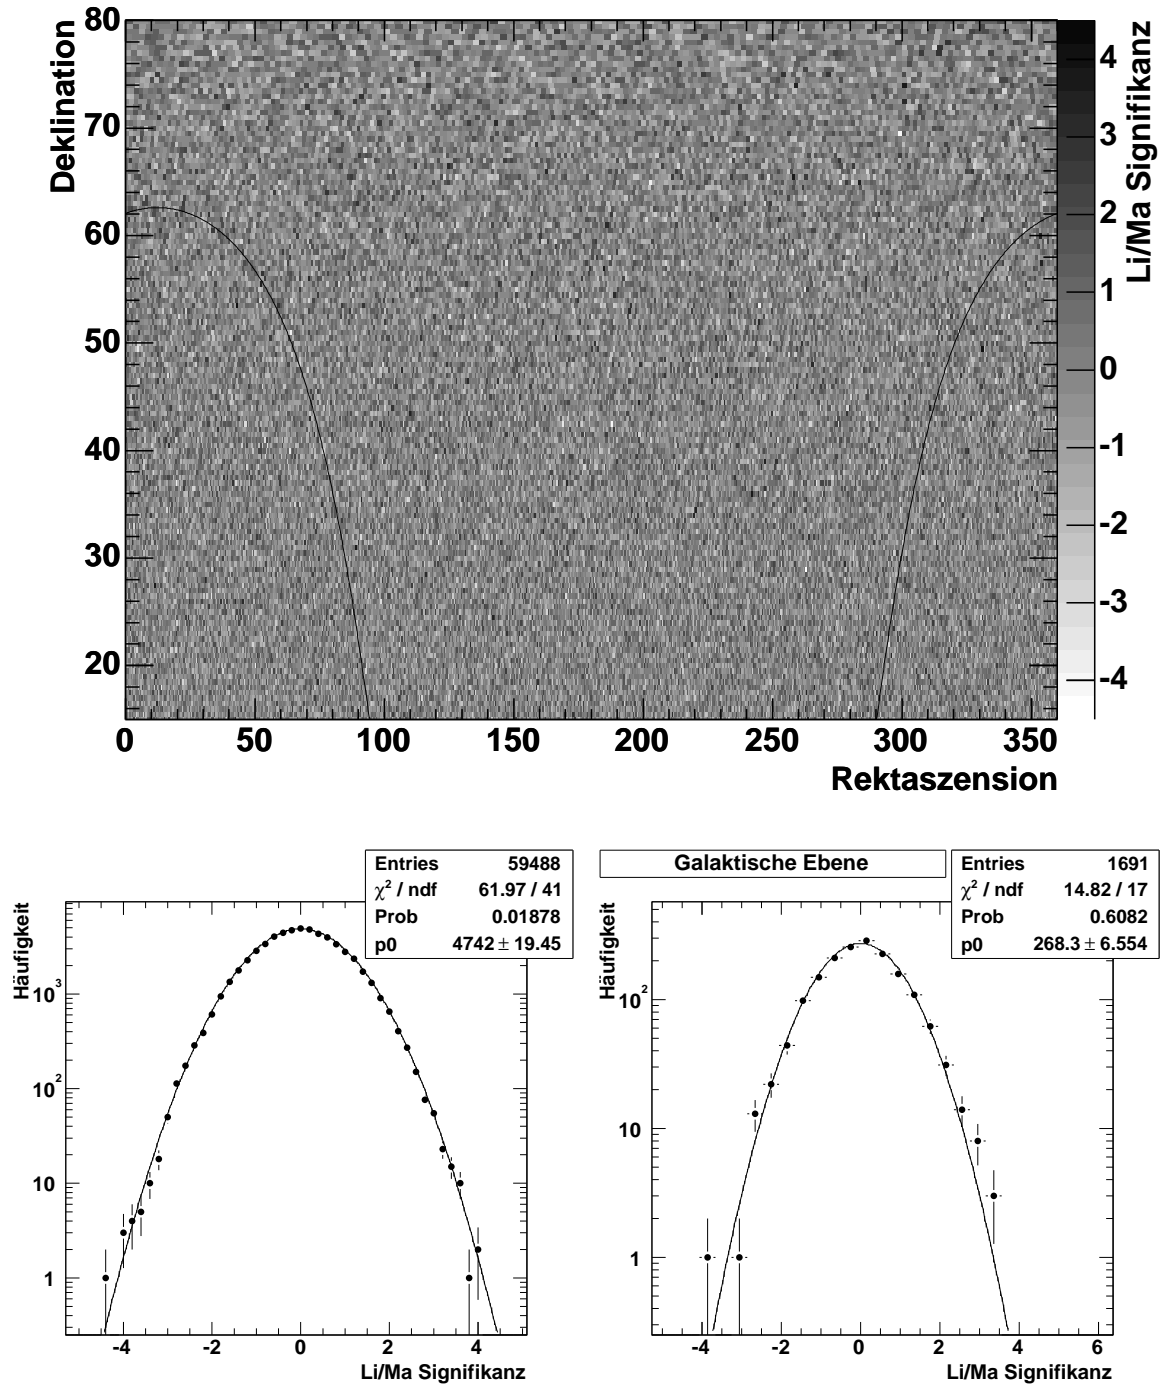 Deklination
80
70
60
50
40
30
20
0 50 100 150 200 250 300 350
Rektaszension
4
3
2
1
0
-1
-2
-3
-4
Li/Ma Signifikanz
Entries 59488
χ² / ndf 61.97 / 41
Prob 0.01878
p0 4742 ± 19.45
Häufigkeit
10³
10²
10
1
-4 -2 0 2 4
Li/Ma Signifikanz
Galaktische Ebene
Entries 1691
χ² / ndf 14.82 / 17
Prob 0.6082
p0 268.3 ± 6.554
Häufigkeit
10²
10
1
-4 -2 0 2 4 6
Li/Ma Signifikanz